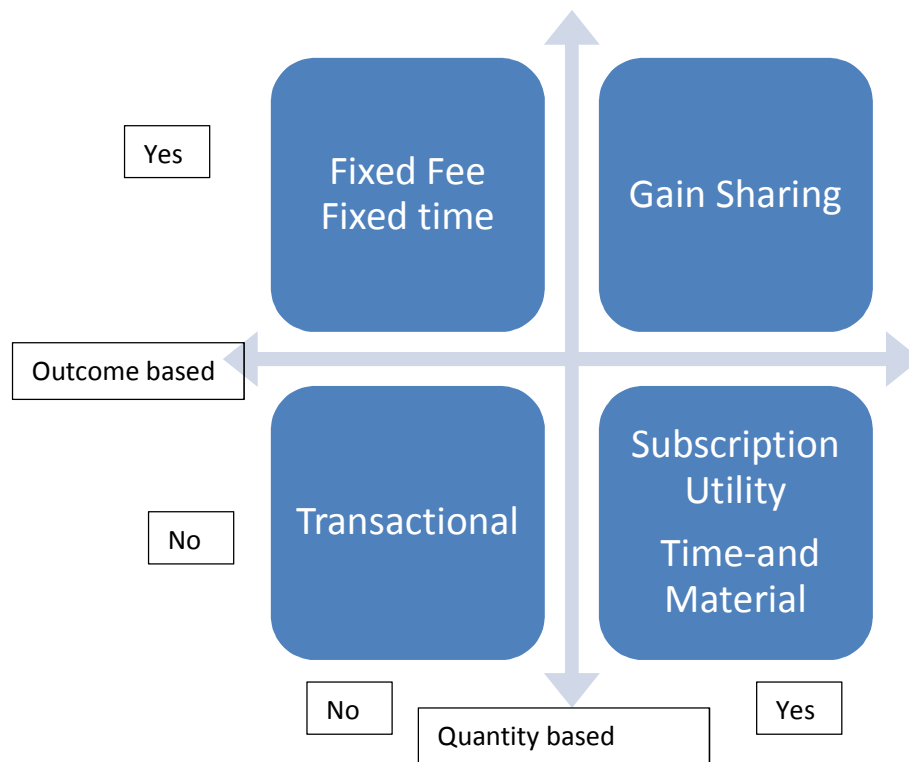 Yes
Fixed Fee
Fixed time
Gain Sharing
Outcome based
No
Transactional
Subscription
Utility
Time-and
Material
No
Quantity based
Yes